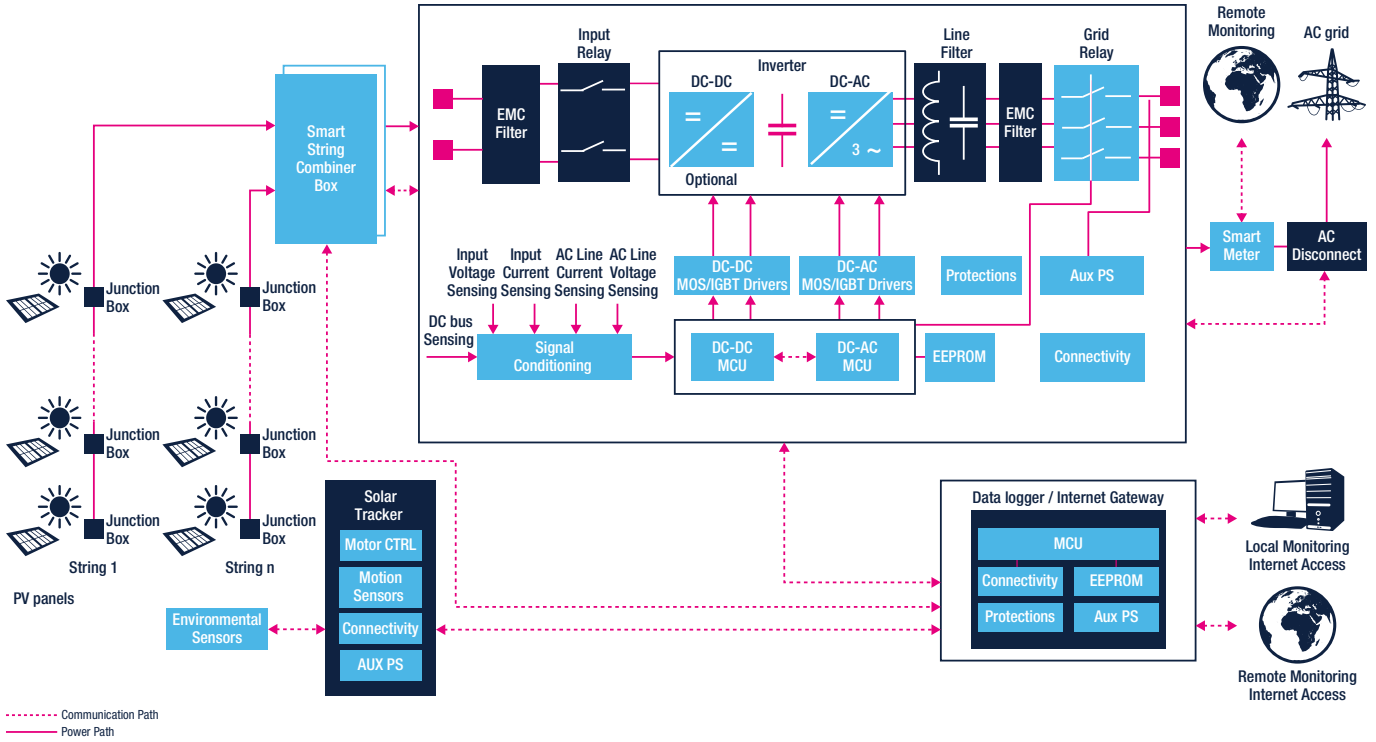 Remote
Monitoring
AC grid
Input
Relay
Line
Filter
Grid
Relay
Inverter
DC-DC
DC-AC
=
=
3 ~
Optional
EMC
Filter
EMC
Filter
Smart
String
Combiner
Box
Smart
Meter
AC
Disconnect
Input
Voltage
Sensing
Input
Current
Sensing
AC Line
Current
Sensing
AC Line
Voltage
Sensing
DC-DC
MOS/IGBT Drivers
DC-AC
MOS/IGBT Drivers
Protections
Aux PS
DC bus
Sensing
Signal
Conditioning
DC-DC
MCU
DC-AC
MCU
EEPROM
Connectivity
Junction
Box
Junction
Box
Junction
Box
Junction
Box
Junction
Box
Junction
Box
String 1
String n
PV panels
Environmental
Sensors
Solar
Tracker
Motor CTRL
Motion
Sensors
Connectivity
AUX PS
Data logger / Internet Gateway
MCU
Connectivity
EEPROM
Protections
Aux PS
Local Monitoring
Internet Access
Remote Monitoring
Internet Access
Communication Path
Power Path